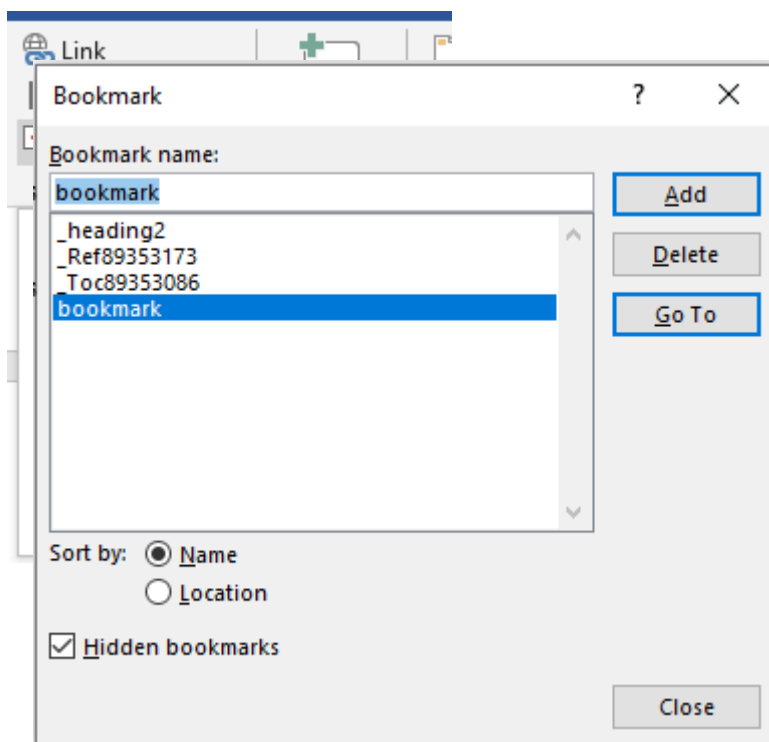 Link
Bookmark
?
Bookmark name:
bookmark
Add
_heading2
_Ref89353173
_Toc89353086
bookmark
Delete
Go To
Sort by:
Name
Location
Hidden bookmarks
Close